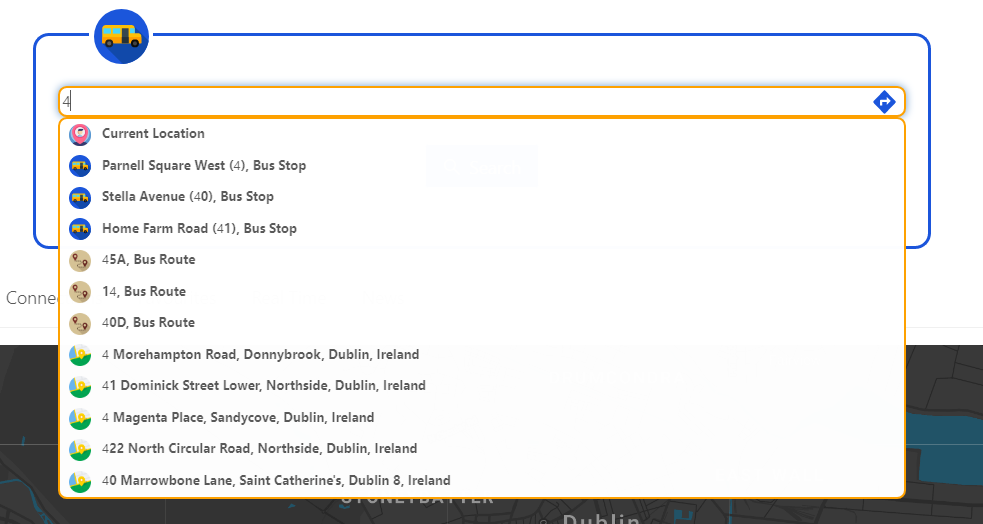 4
Current Location
Parnell Square West (4), Bus Stop
Stella Avenue (40), Bus Stop
Home Farm Road (41), Bus Stop
45A, Bus Route
14, Bus Route
40D, Bus Route
4 Morehampton Road, Donnybrook, Dublin, Ireland
41 Dominick Street Lower, Northside, Dublin, Ireland
4 Magenta Place, Sandycove, Dublin, Ireland
422 North Circular Road, Northside, Dublin, Ireland
40 Marrowbone Lane, Saint Catherine's, Dublin 8, Ireland
STONEYBATTER
Dublin